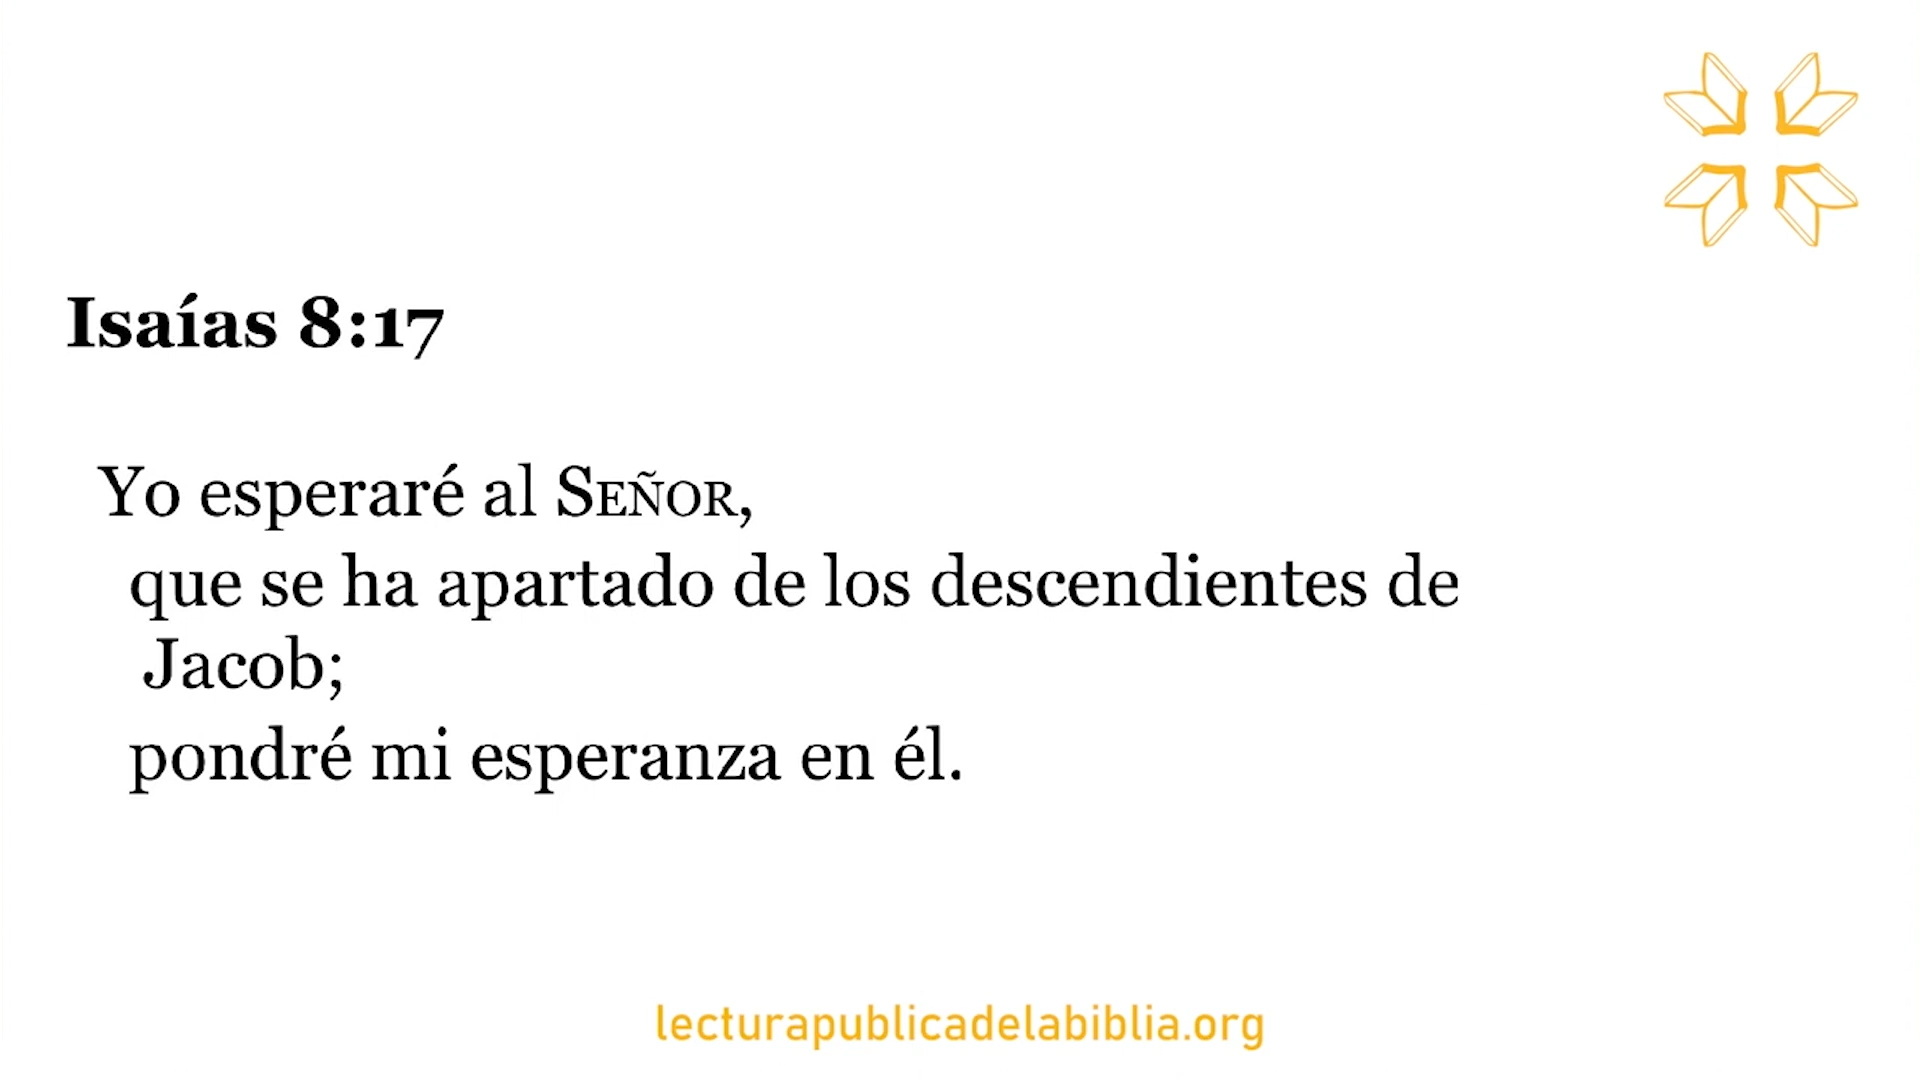 Isaías 8:17
Yo esperaré al SEÑOR,
que se ha apartado de los descendientes de
Jacob;
pondré mi esperanza en él.
lecturapublicadelabiblia.org